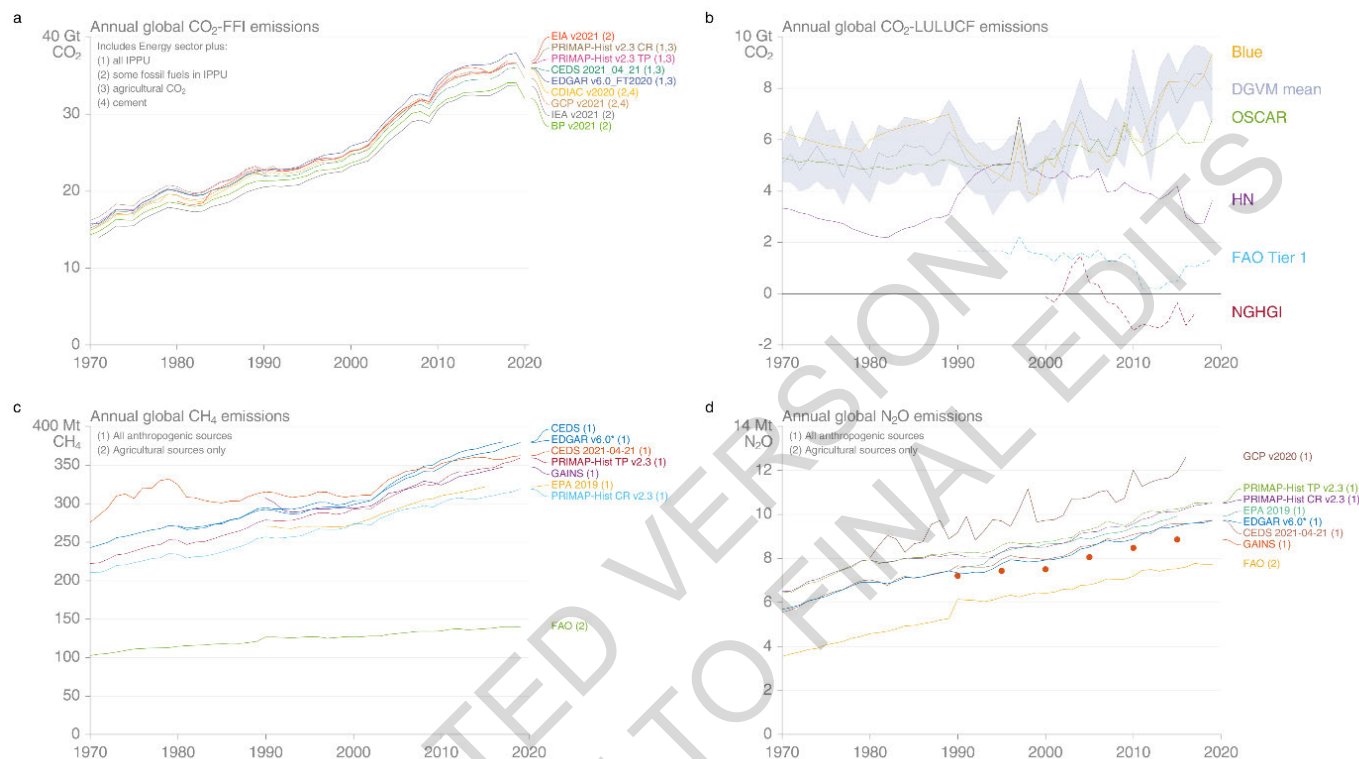 a
Annual global CO₂-FFI emissions
40 Gt
CO₂
Includes Energy sector plus:
(1) all IPPU
(2) some fossil fuels in IPPU
(3) agricultural CO₂
(4) cement
30
20
10
0
1970 1980 1990 2000 2010 2020
EIA v2021 (2)
PRIMAP-Hist v2.3 CR (1,3)
PRIMAP-Hist v2.3 TP (1,3)
CEDS 2021_04_21 (1,3)
EDGAR v6.0_FT2020 (1,3)
CDIAC v2020 (2,4)
GCP v2021 (2,4)
IEA v2021 (2)
BP v2021 (2)
b
Annual global CO₂-LULUCF emissions
10 Gt
CO₂
8
6
4
2
0
-2
1970 1980 1990 2000 2010 2020
Blue
DGVM mean
OSCAR
HN
FAO Tier 1
NGHGI
c
Annual global CH₄ emissions
400 Mt
CH₄
(1) All anthropogenic sources
(2) Agricultural sources only
350
300
250
200
150
100
50
0
1970 1980 1990 2000 2010 2020
CEDS (1)
EDGAR v6.0* (1)
CEDS 2021-04-21 (1)
PRIMAP-Hist TP v2.3 (1)
GAINS (1)
EPA 2019 (1)
PRIMAP-Hist CR v2.3 (1)
FAO (2)
d
Annual global N₂O emissions
14 Mt
N₂O
(1) All anthropogenic sources
(2) Agricultural sources only
12
10
8
6
4
2
0
1970 1980 1990 2000 2010 2020
GCP v2020 (1)
PRIMAP-Hist TP v2.3 (1)
PRIMAP-Hist CR v2.3 (1)
EPA 2019 (1)
EDGAR v6.0* (1)
CEDS 2021-04-21 (1)
GAINS (1)
FAO (2)
TED VERSION
TO FINAL EDITS